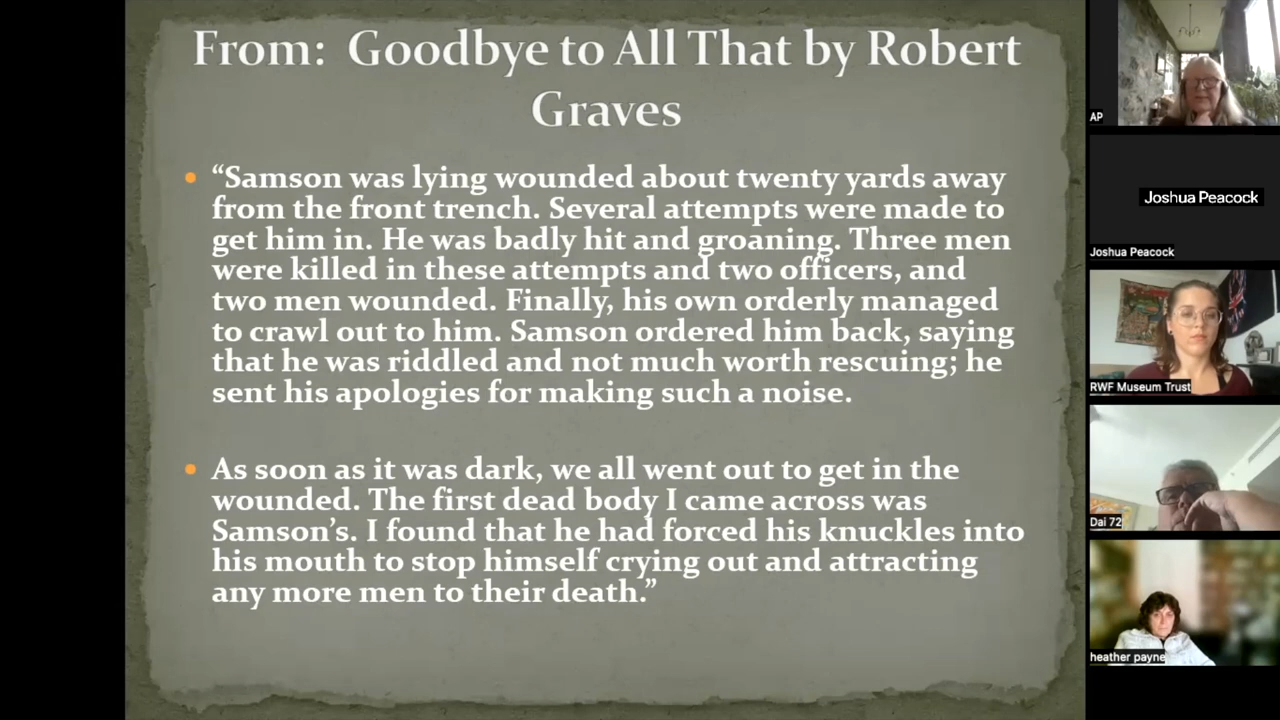 From: Goodbye to All That by Robert
Graves
• “Samson was lying wounded about twenty yards away
from the front trench. Several attempts were made to
get him in. He was badly hit and groaning. Three men
were killed in these attempts and two officers, and
two men wounded. Finally, his own orderly managed
to crawl out to him. Samson ordered him back, saying
that he was riddled and not much worth rescuing; he
sent his apologies for making such a noise.
• As soon as it was dark, we all went out to get in the
wounded. The first dead body I came across was
Samson’s. I found that he had forced his knuckles into
his mouth to stop himself crying out and attracting
any more men to their death.”
AP
Joshua Peacock
Joshua Peacock
RWF Museum Trust
Dai 72
heather payne